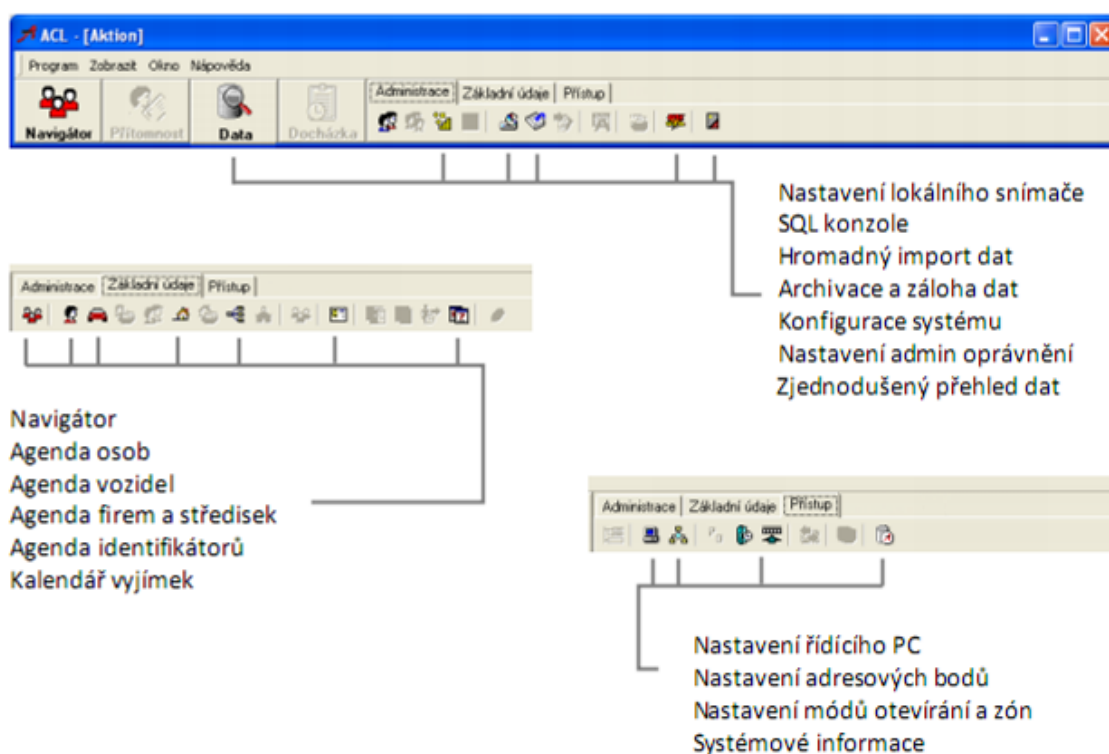 ACL - [Aktion]
Program Zobrazit Okno Nápověda
Administrace Základní údaje Přístup
Navigátor Přítomnost Data Docházka
Nastavení lokálního snímače
SQL konzole
Hromadný import dat
Archivace a záloha dat
Konfigurace systému
Nastavení admin oprávnění
Zjednodušený přehled dat
Administrace Základní údaje Přístup
Navigátor
Agenda osob
Agenda vozidel
Agenda firem a středisek
Agenda identifikátorů
Kalendář vyjímek
Administrace Základní údaje Přístup
Nastavení řídícího PC
Nastavení adresových bodů
Nastavení módů otevírání a zón
Systémové informace